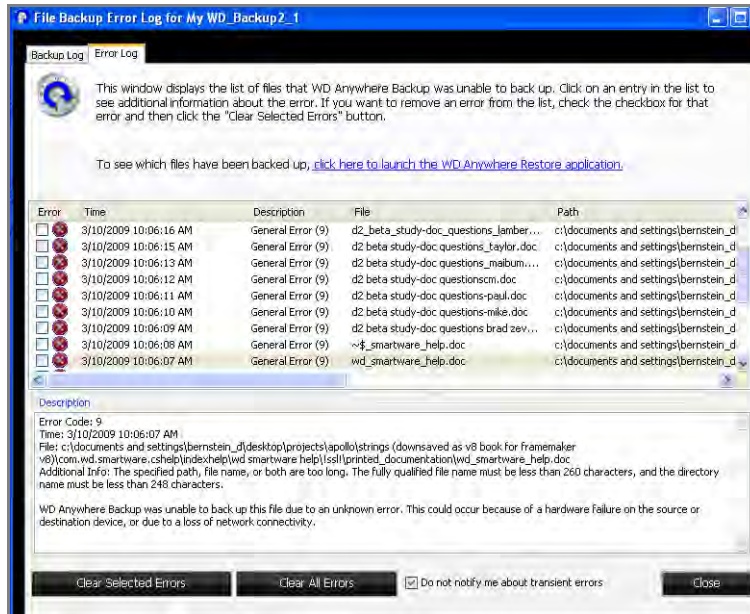 File Backup Error Log for My WD_Backup2_1
Backup Log Error Log
This window displays the list of files that WD Anywhere Backup was unable to back up. Click on an entry in the list to
see additional information about the error. If you want to remove an error from the list, check the checkbox for that
error and then click the "Clear Selected Errors" button.
To see which files have been backed up, click here to launch the WD Anywhere Restore application.
Error Time Description File Path
3/10/2009 10:06:16 AM General Error (9) d2_beta_study-doc_questions_lamber... c:\documents and settings\bernstein_d
3/10/2009 10:06:15 AM General Error (9) d2 beta study-doc questions_taylor.doc c:\documents and settings\bernstein_d
3/10/2009 10:06:13 AM General Error (9) d2 beta study-doc questions_maibum.... c:\documents and settings\bernstein_d
3/10/2009 10:06:12 AM General Error (9) d2 beta study-doc questionscm.doc c:\documents and settings\bernstein_d
3/10/2009 10:06:11 AM General Error (9) d2 beta study-doc questions-paul.doc c:\documents and settings\bernstein_d
3/10/2009 10:06:10 AM General Error (9) d2 beta study-doc questions-mike.doc c:\documents and settings\bernstein_d
3/10/2009 10:06:09 AM General Error (9) d2 beta study-doc questions brad zev... c:\documents and settings\bernstein_d
3/10/2009 10:06:08 AM General Error (9) ~$_smartware_help.doc c:\documents and settings\bernstein_d
3/10/2009 10:06:07 AM General Error (9) wd_smartware_help.doc c:\documents and settings\bernstein_d
Description
Error Code: 9
Time: 3/10/2009 10:06:07 AM
File: c:\documents and settings\bernstein_d\desktop\projects\apollo\strings (downsaved as v8 book for framemaker
v8)\com.wd.smartware.cshelp\indexhelp\wd smartware help\!ssl!\printed_documentation\wd_smartware_help.doc
Additional Info: The specified path, file name, or both are too long. The fully qualified file name must be less than 260 characters, and the directory
name must be less than 248 characters.
WD Anywhere Backup was unable to back up this file due to an unknown error. This could occur because of a hardware failure on the source or
destination device, or due to a loss of network connectivity.
Clear Selected Errors Clear All Errors Do not notify me about transient errors Close